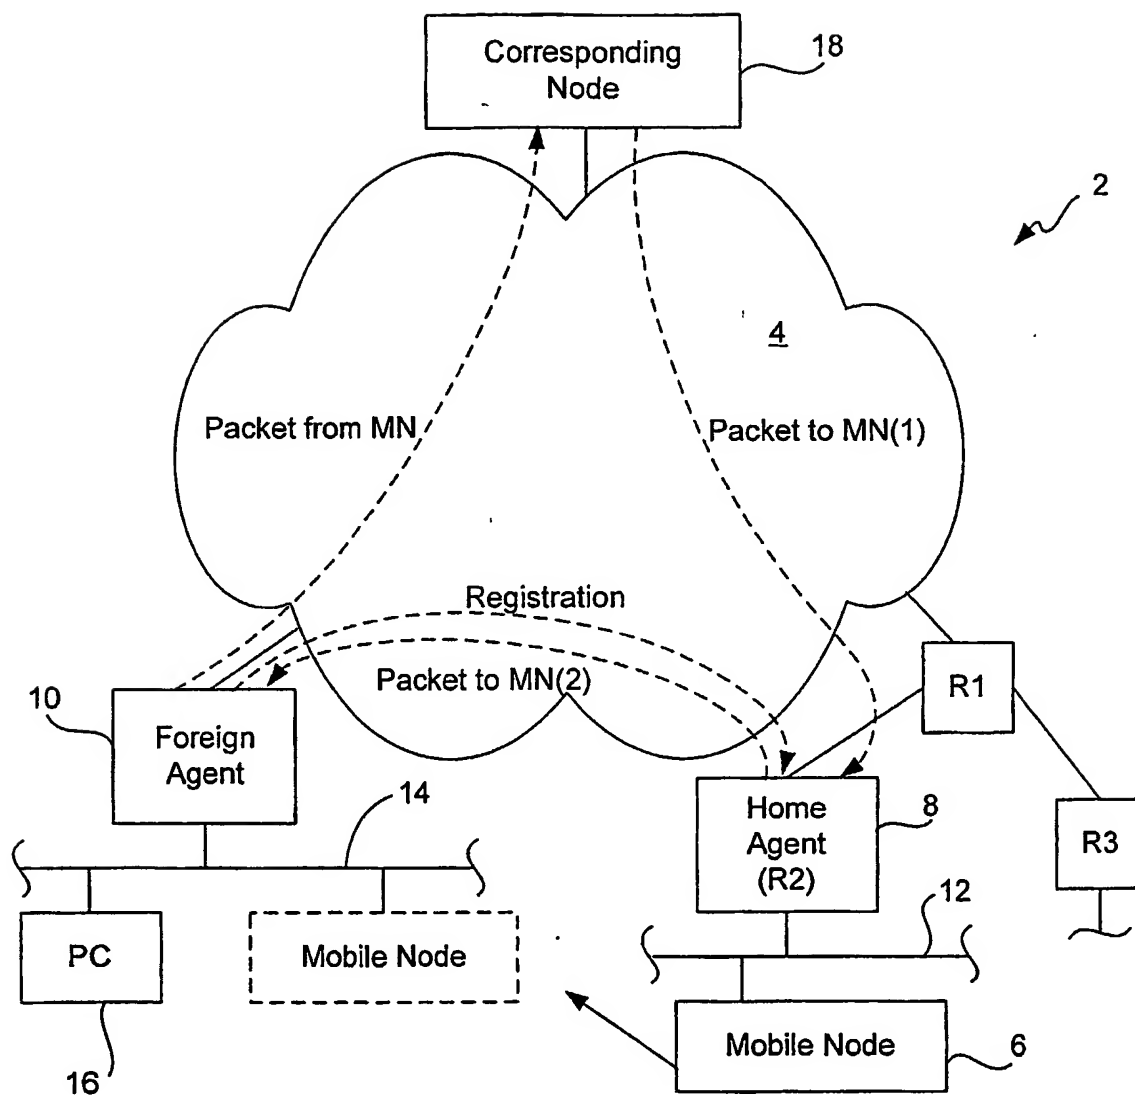 Corresponding
Node
18
2
4
Packet from MN
Packet to MN(1)
Registration
Packet to MN(2)
R1
10
Foreign
Agent
14
Home
Agent
(R2)
8
R3
12
PC
Mobile Node
16
Mobile Node
6